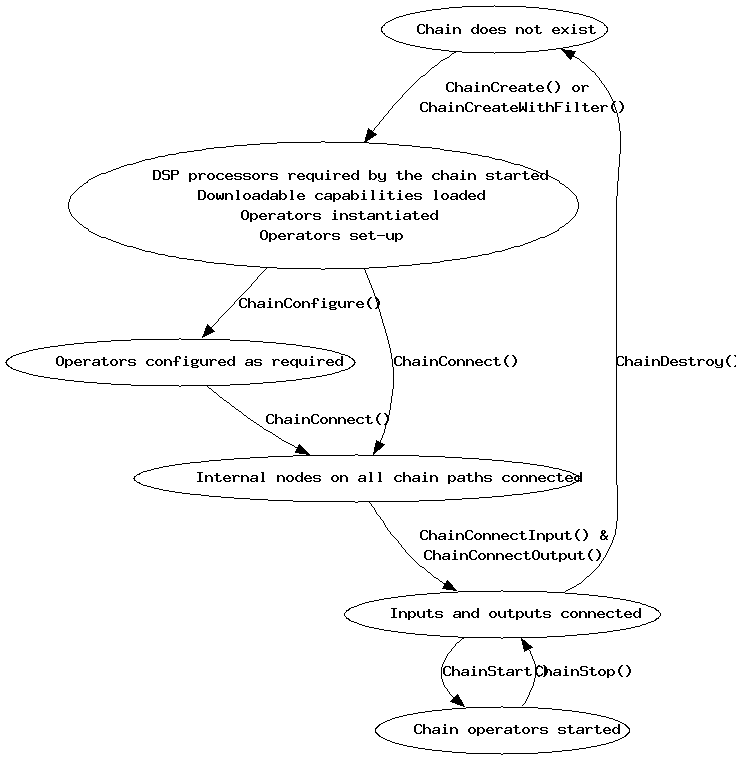 Chain does not exist
ChainCreate() or
ChainCreateWithFilter()
DSP processors required by the chain started
Downloadable capabilities loaded
Operators instantiated
Operators set-up
ChainConfigure()
Operators configured as required
ChainConnect()
ChainDestroy()
ChainConnect()
Internal nodes on all chain paths connected
ChainConnectInput() &
ChainConnectOutput()
Inputs and outputs connected
ChainStart()
ChainStop()
Chain operators started